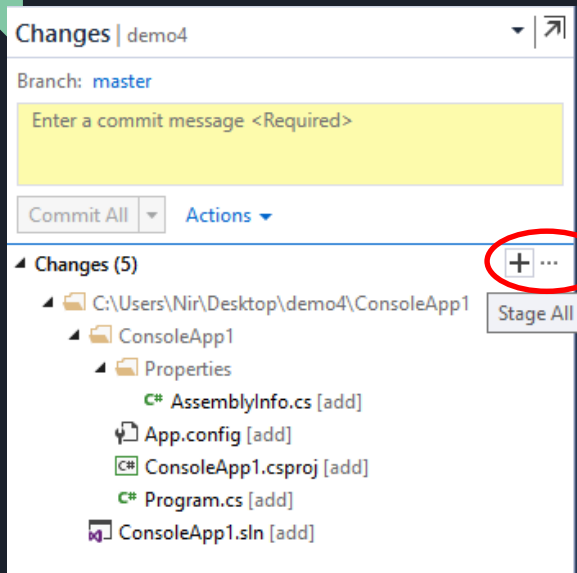 Changes | demo4
Branch: master
Enter a commit message <Required>
Commit All Actions
Changes (5)
C:\Users\Nir\Desktop\demo4\ConsoleApp1
Stage All
ConsoleApp1
Properties
C# AssemblyInfo.cs [add]
App.config [add]
C# ConsoleApp1.csproj [add]
C# Program.cs [add]
ConsoleApp1.sln [add]